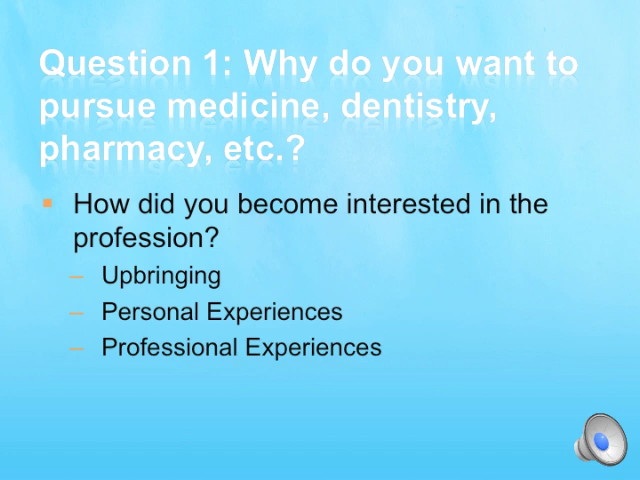 Question 1: Why do you want to
pursue medicine, dentistry,
pharmacy, etc.?
▪ How did you become interested in the
profession?
– Upbringing
– Personal Experiences
– Professional Experiences